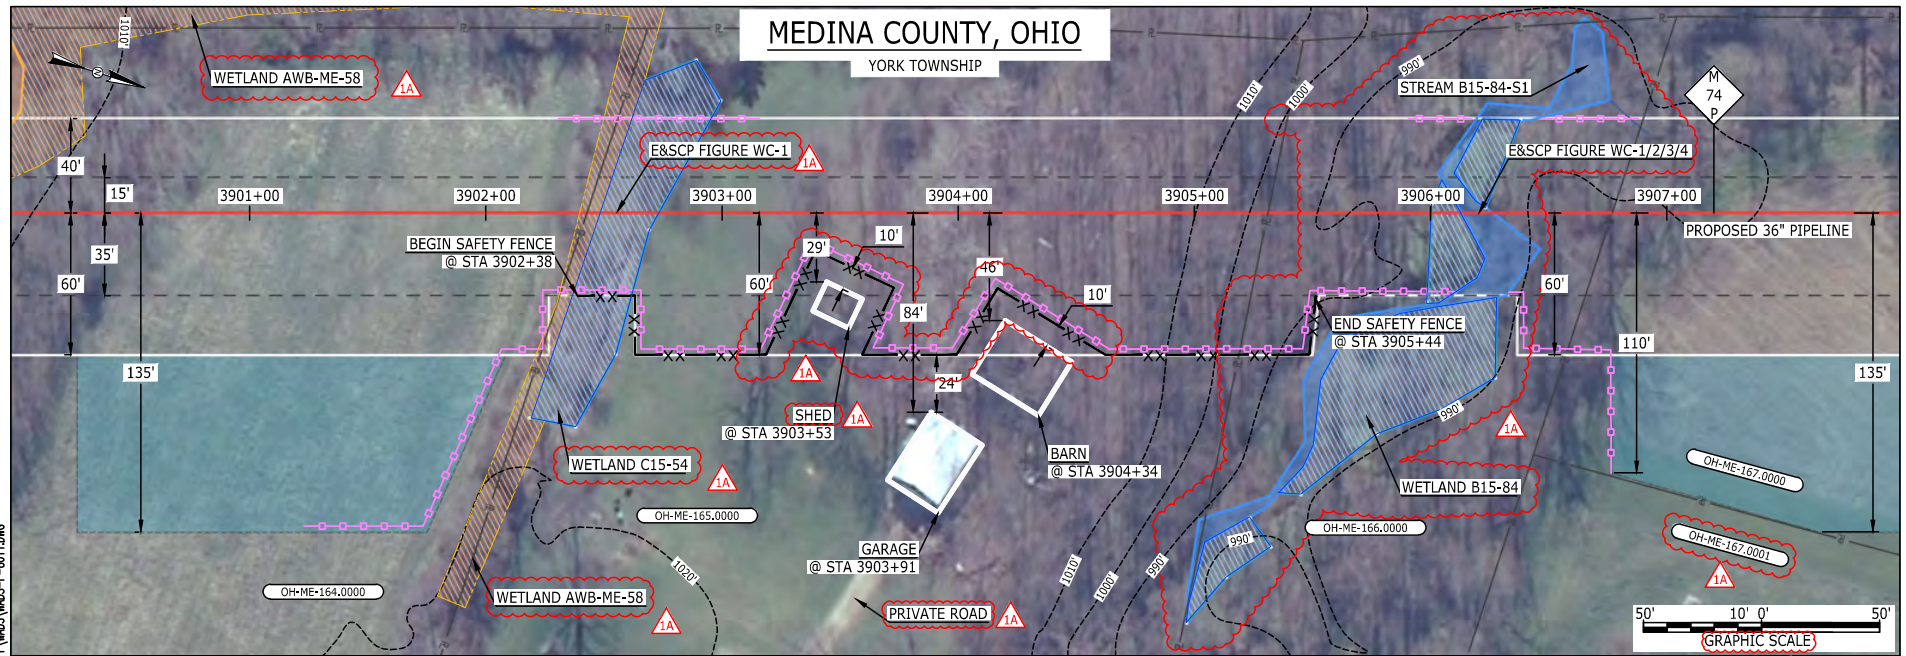 MEDINA COUNTY, OHIO
YORK TOWNSHIP
1010'
N
WETLAND AWB-ME-58
1A
E&SCP FIGURE WC-1
1A
1010'
1000'
990'
STREAM B15-84-S1
M
74
P
E&SCP FIGURE WC-1/2/3/4
40'
15'
3901+00
3902+00
3903+00
3904+00
3905+00
3906+00
3907+00
PROPOSED 36" PIPELINE
35'
60'
BEGIN SAFETY FENCE
@ STA 3902+38
29'
10'
60'
84'
46'
10'
END SAFETY FENCE
@ STA 3905+44
60'
110'
135'
135'
1A
24'
SHED
@ STA 3903+53
1A
990'
1A
WETLAND C15-54
1A
BARN
@ STA 3904+34
WETLAND B15-84
OH-ME-167.0000
OH-ME-165.0000
OH-ME-166.0000
990'
OH-ME-167.0001
1A
GARAGE
@ STA 3903+91
1020'
1010'
1000'
990'
OH-ME-164.0000
WETLAND AWB-ME-58
1A
PRIVATE ROAD
1A
50'
10'
0'
50'
GRAPHIC SCALE